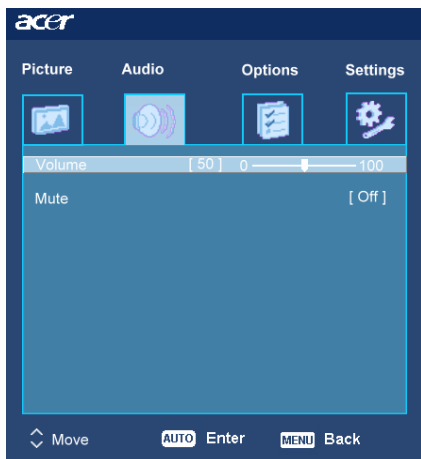 acer
Picture Audio Options Settings
Volume [ 50 ] 0 100
Mute [ Off ]
Move AUTO Enter MENU Back